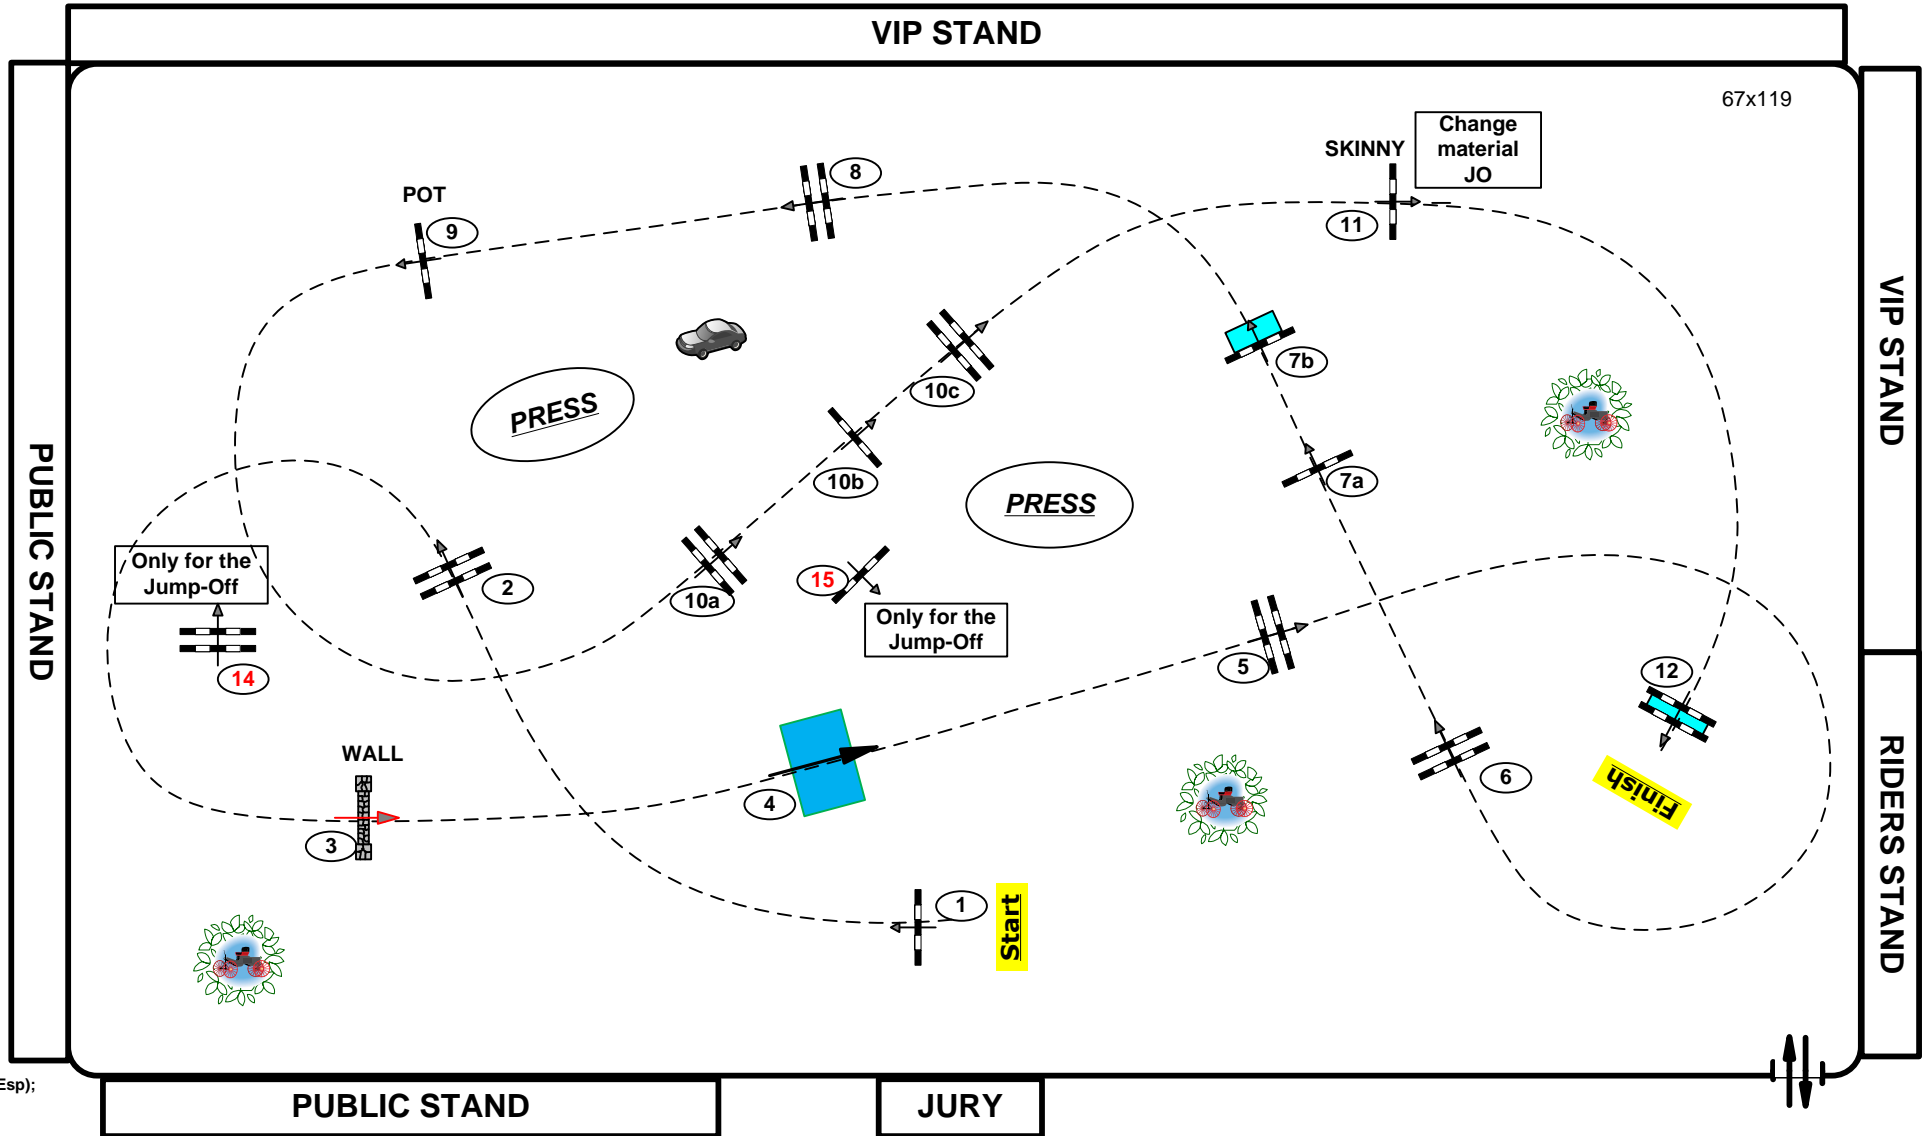 VIP STAND
67x119
Change
material
JO
SKINNY
8
POT
11
9
VIP STAND
7b
10c
PRESS
PUBLIC STAND
7a
10b
PRESS
Only for the
Jump-Off
2
15
10a
Only for the
Jump-Off
5
12
14
WALL
6
Finish
4
3
RIDERS STAND
1
Start
Esp);
PUBLIC STAND
JURY